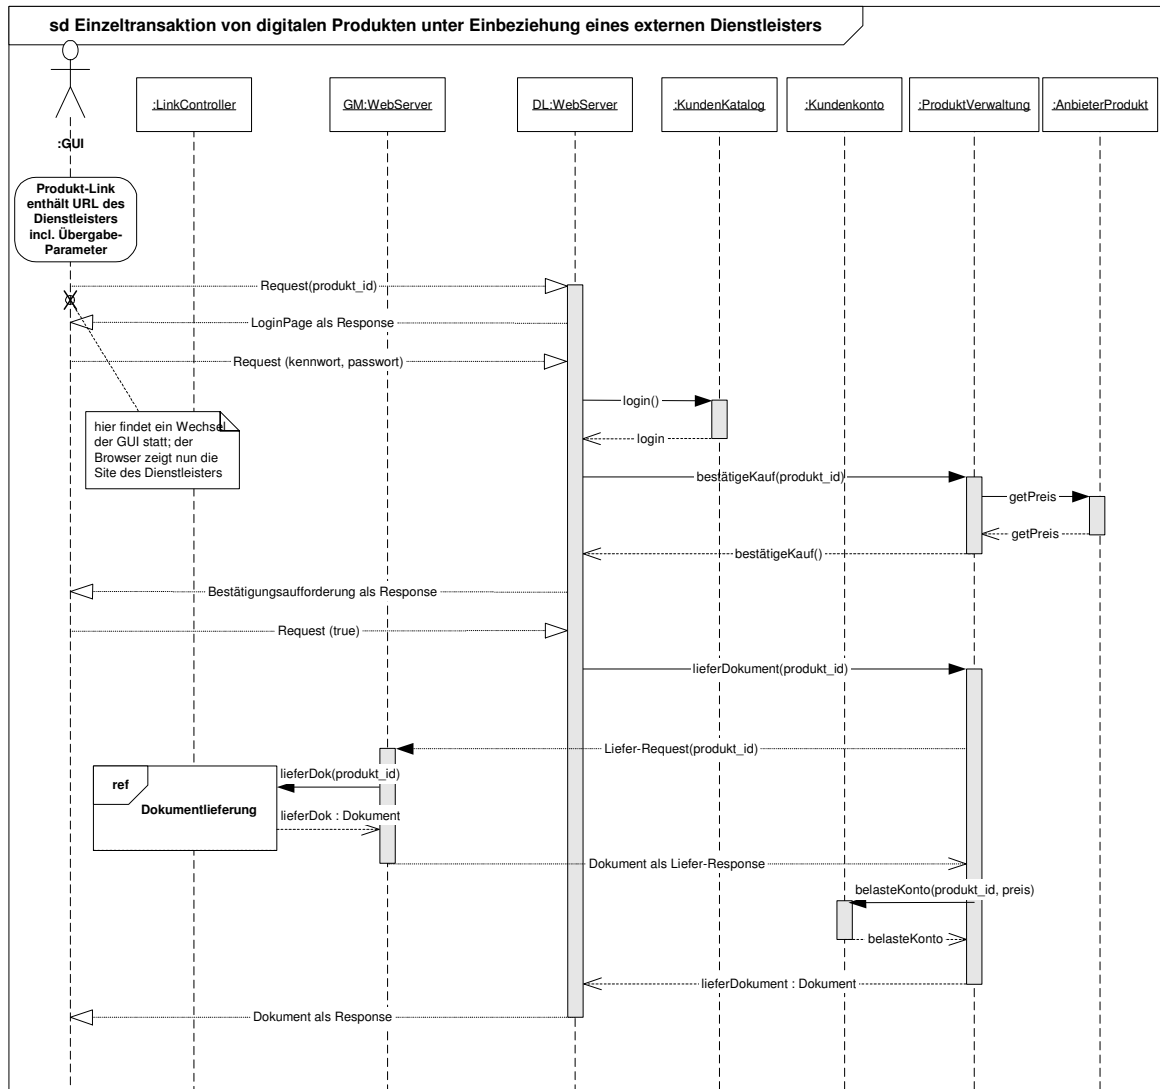 sd Einzeltransaktion von digitalen Produkten unter Einbeziehung eines externen Dienstleisters
:GUI
:LinkController
GM:WebServer
DL:WebServer
:KundenKatalog
:Kundenkonto
:ProduktVerwaltung
:AnbieterProdukt
Produkt-Link
enthält URL des
Dienstleisters
incl. Übergabe-
Parameter
Request(produkt_id)
LoginPage als Response
Request (kennwort, passwort)
login()
hier findet ein Wechsel
der GUI statt; der
Browser zeigt nun die
Site des Dienstleisters
login
bestätigeKauf(produkt_id)
getPreis
getPreis
bestätigeKauf()
Bestätigungsaufforderung als Response
Request (true)
lieferDokument(produkt_id)
Liefer-Request(produkt_id)
lieferDok(produkt_id)
ref
Dokumentlieferung
lieferDok : Dokument
Dokument als Liefer-Response
belasteKonto(produkt_id, preis)
belasteKonto
lieferDokument : Dokument
Dokument als Response